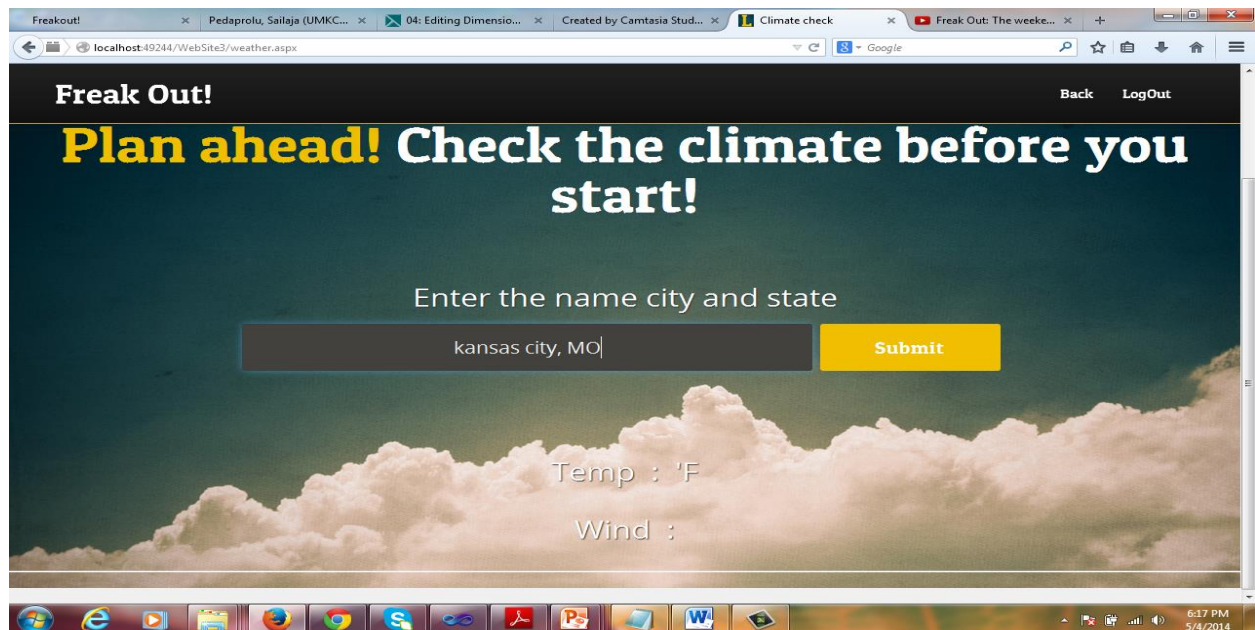 Freakout!
Pedaprolu, Sailaja (UMKC...
04: Editing Dimensio...
Created by Camtasia Stud...
Climate check
Freak Out: The weeke...
localhost:49244/WebSite3/weather.aspx
Google
Freak Out!
Back LogOut
Plan ahead! Check the climate before you
start!
Enter the name city and state
kansas city, MO
Submit
Temp : 'F
Wind :
6:17 PM
5/4/2014